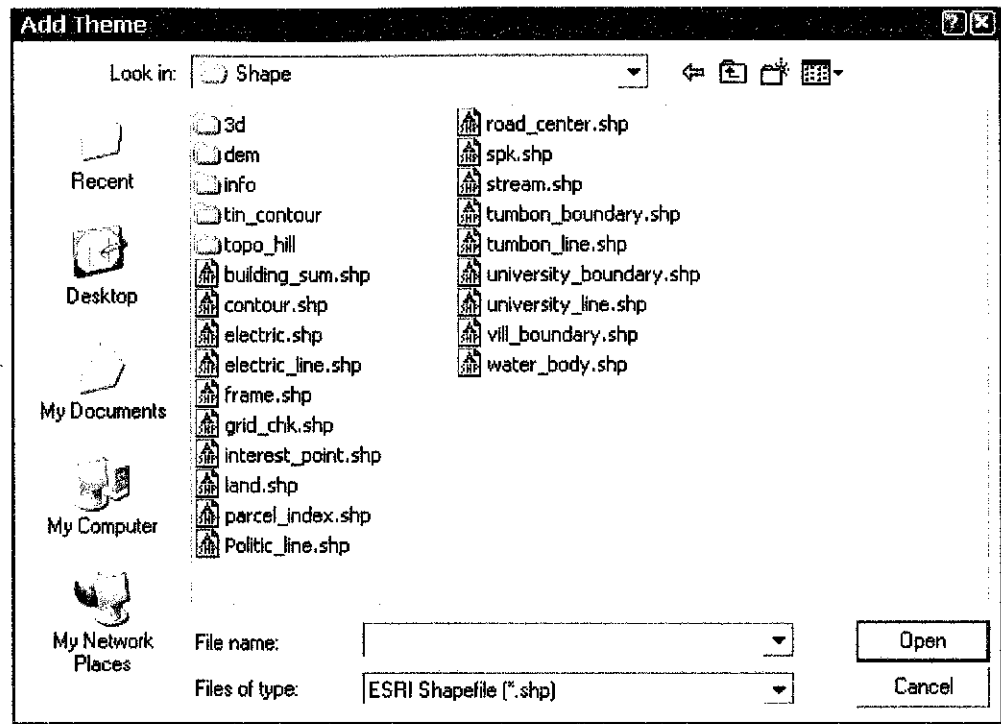 Add Theme
Look in: Shape
Recent
Desktop
My Documents
My Computer
My Network
Places
3d
dem
info
tin_contour
topo_hill
building_sum.shp
contour.shp
electric.shp
electric_line.shp
frame.shp
grid_chk.shp
interest_point.shp
land.shp
parcel_index.shp
Politic_line.shp
road_center.shp
spk.shp
stream.shp
tumbon_boundary.shp
tumbon_line.shp
university_boundary.shp
university_line.shp
vill_boundary.shp
water_body.shp
File name:
Open
Files of type: ESRI Shapefile (*.shp)
Cancel